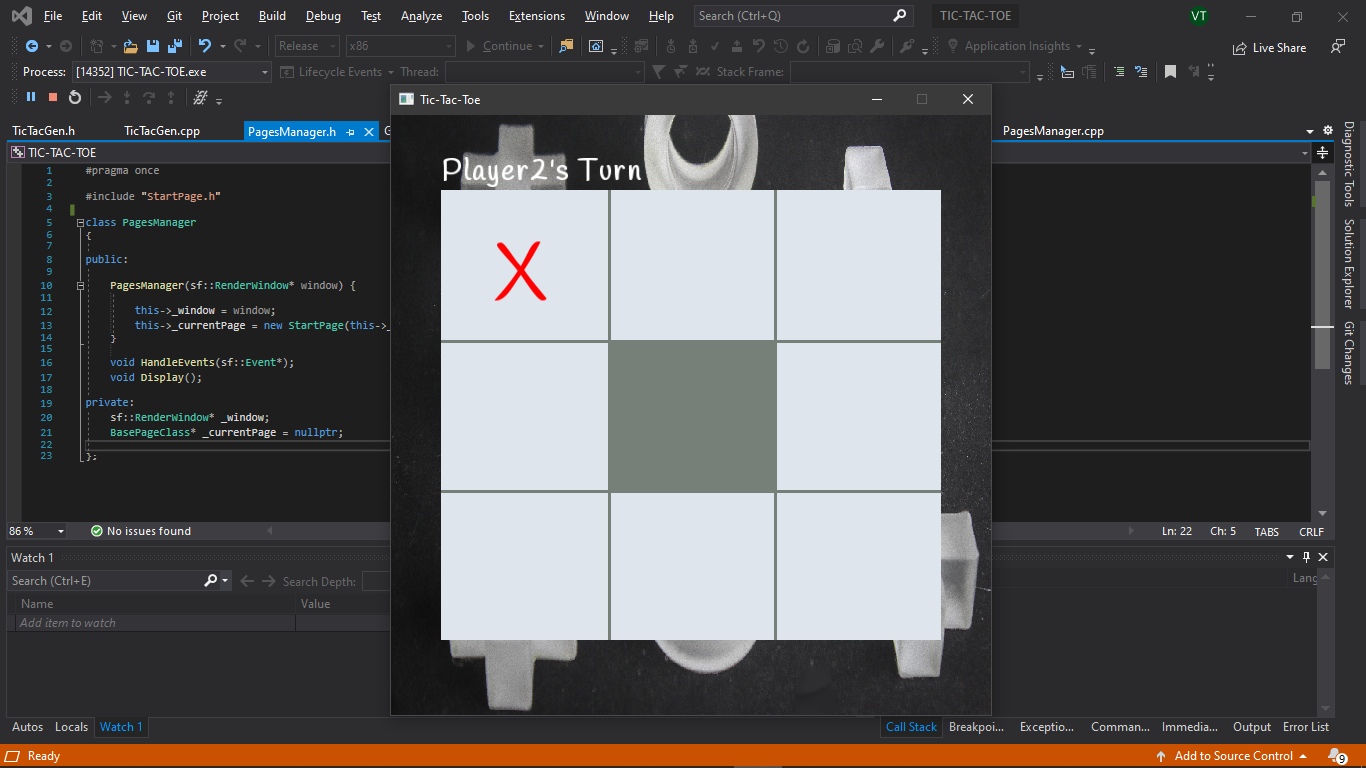 File Edit View Git Project Build Debug Test Analyze Tools Extensions Window Help Search (Ctrl+Q) TIC-TAC-TOE VT
Release x86 Continue Application Insights Live Share
Process: [14352] TIC-TAC-TOE.exe Lifecycle Events Thread: Stack Frame:
Tic-Tac-Toe
TicTacGen.h TicTacGen.cpp PagesManager.h G PagesManager.cpp
TIC-TAC-TOE
1 #pragma once
2
3 #include "StartPage.h"
4
5 class PagesManager
6 {
7
8 public:
9
10 PagesManager(sf::RenderWindow* window) {
11
12 this->_window = window;
13 this->_currentPage = new StartPage(this->_
14 }
15
16 void HandleEvents(sf::Event*);
17 void Display();
18
19 private:
20 sf::RenderWindow* _window;
21 BasePageClass* _currentPage = nullptr;
22
23 };
Player2's Turn
X
Diagnostic Tools
Solution Explorer
Git Changes
86 % No issues found Ln: 22 Ch: 5 TABS CRLF
Watch 1
Search (Ctrl+E) Search Depth:
Name Value Lang
Add item to watch
Autos Locals Watch 1 Call Stack Breakpoi... Exceptio... Comman... Immedia... Output Error List
Ready Add to Source Control 9